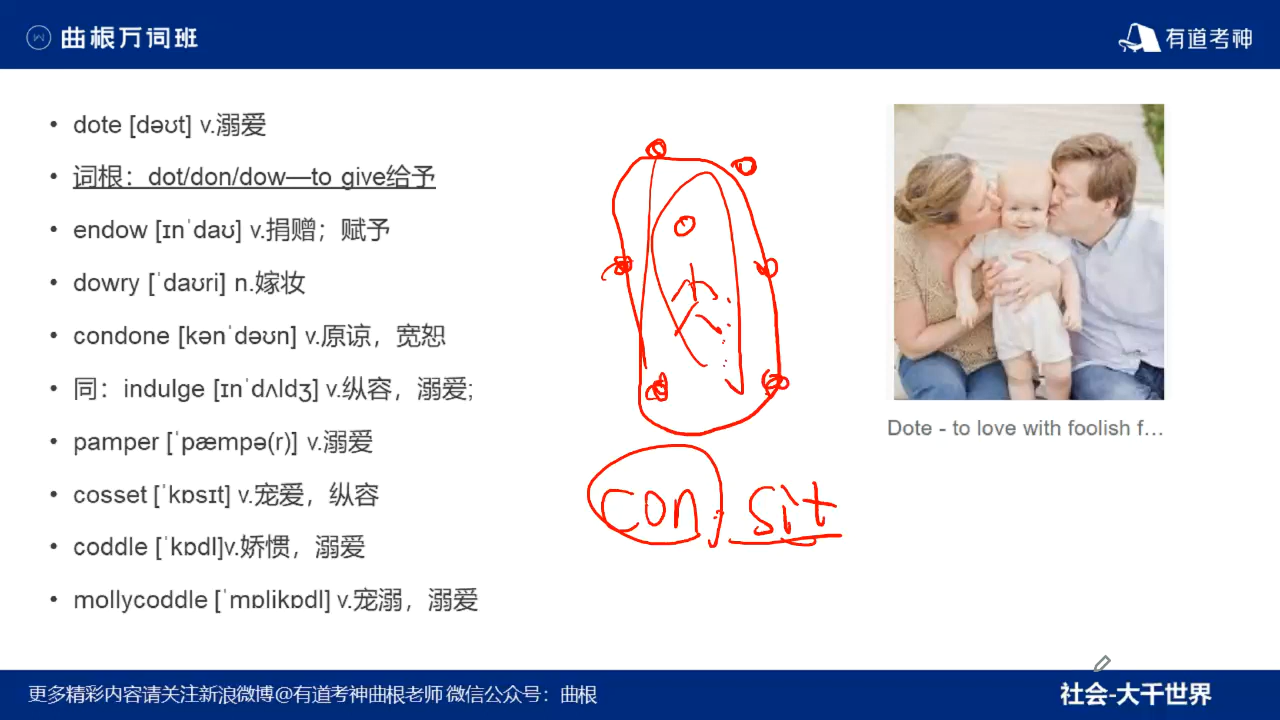 曲根万词班
有道考神
dote [dəʊt] v.溺爱
词根：dot/don/dow—to give给予
endow [ɪnˈdaʊ] v.捐赠；赋予
dowry [ˈdaʊri] n.嫁妆
condone [kənˈdəʊn] v.原谅，宽恕
同：indulge [ɪnˈdʌldʒ] v.纵容，溺爱;
pamper [ˈpæmpə(r)] v.溺爱
cosset [ˈkɒsɪt] v.宠爱，纵容
coddle [ˈkɒdl]v.娇惯，溺爱
mollycoddle [ˈmɒlikɒdl] v.宠溺，溺爱
con, sit
Dote - to love with foolish f…
更多精彩内容请关注新浪微博@有道考神曲根老师 微信公众号：曲根
社会-大千世界